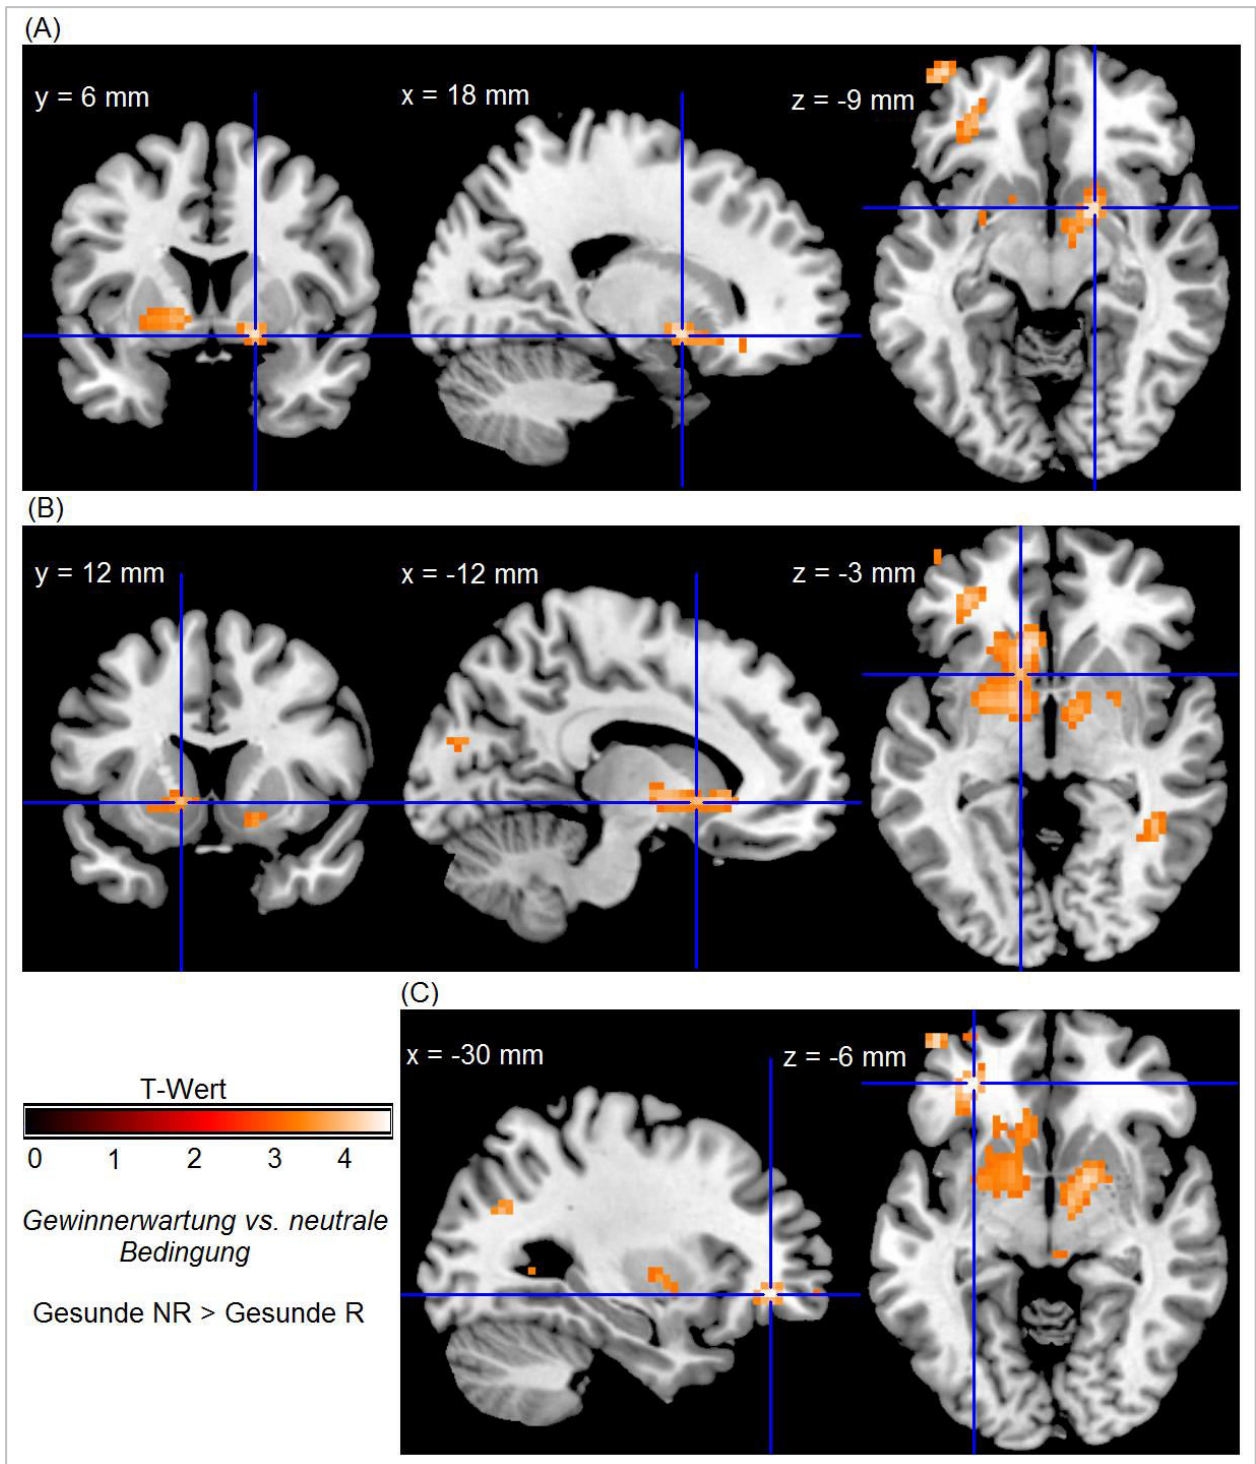 (A)
y = 6 mm
x = 18 mm
z = -9 mm
(B)
y = 12 mm
x = -12 mm
z = -3 mm
(C)
x = -30 mm
z = -6 mm
T-Wert
0 1 2 3 4
Gewinnerwartung vs. neutrale
Bedingung
Gesunde NR > Gesunde R